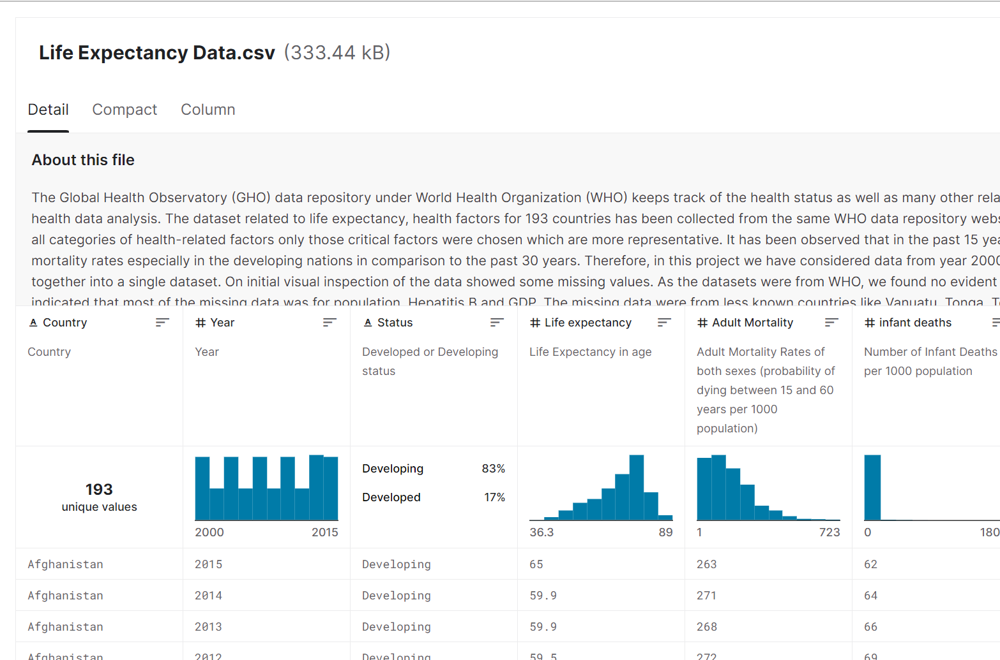 Life Expectancy Data.csv (333.44 kB)
Detail Compact Column
About this file
The Global Health Observatory (GHO) data repository under World Health Organization (WHO) keeps track of the health status as well as many other rela
health data analysis. The dataset related to life expectancy, health factors for 193 countries has been collected from the same WHO data repository webs
all categories of health-related factors only those critical factors were chosen which are more representative. It has been observed that in the past 15 yea
mortality rates especially in the developing nations in comparison to the past 30 years. Therefore, in this project we have considered data from year 2000
together into a single dataset. On initial visual inspection of the data showed some missing values. As the datasets were from WHO, we found no evident
indicated that most of the missing data was for population, Hepatitis B and GDP. The missing data were from less known countries like Vanuatu, Tonga, T
A Country # Year A Status # Life expectancy # Adult Mortality # infant deaths
Country
Year
Developed or Developing
status
Life Expectancy in age
Adult Mortality Rates of
both sexes (probability of
dying between 15 and 60
years per 1000
population)
Number of Infant Deaths
per 1000 population
193
unique values
2000 2015
Developing 83%
Developed 17%
36.3 89
1 723
0 180
Afghanistan 2015 Developing 65 263 62
Afghanistan 2014 Developing 59.9 271 64
Afghanistan 2013 Developing 59.9 268 66
Afghanistan 2012 Developing 59.5 272 69